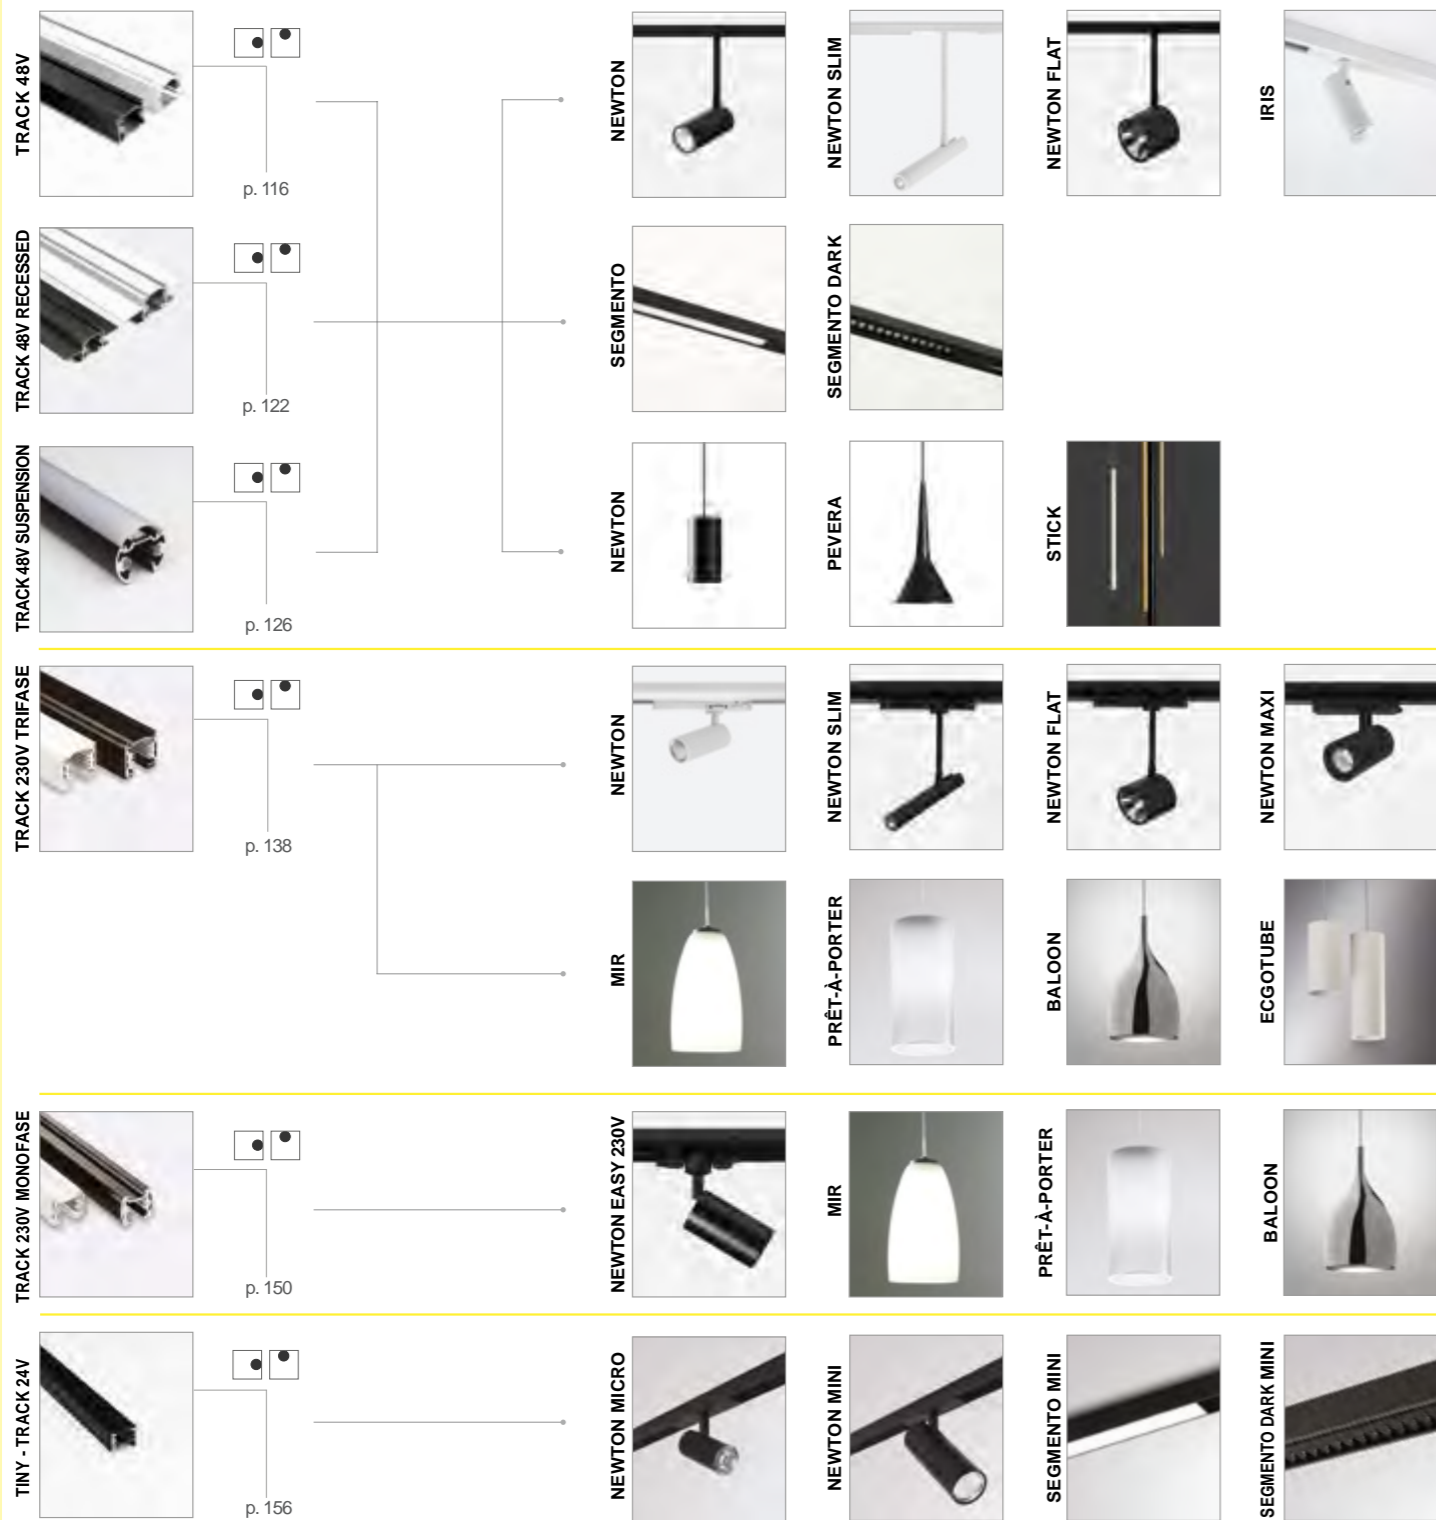 TRACK 48V
p. 116
NEWTON
NEWTON SLIM
NEWTON FLAT
IRIS
TRACK 48V RECESSED
p. 122
SEGMENTO
SEGMENTO DARK
TRACK 48V SUSPENSION
p. 126
NEWTON
PEVERA
STICK
TRACK 230V TRIFASE
p. 138
NEWTON
NEWTON SLIM
NEWTON FLAT
NEWTON MAXI
MIR
PRÊT-À-PORTER
BALOON
ECGOTUBE
TRACK 230V MONOFASE
p. 150
NEWTON EASY 230V
MIR
PRÊT-À-PORTER
BALOON
TINY - TRACK 24V
p. 156
NEWTON MICRO
NEWTON MINI
SEGMENTO MINI
SEGMENTO DARK MINI